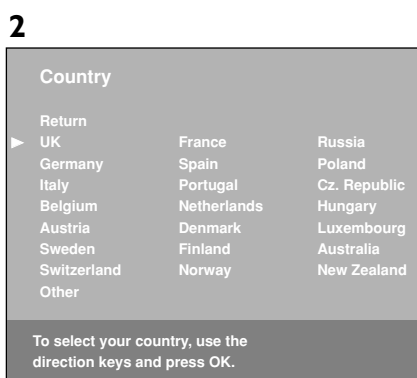 2
Country
Return
▶ UK France Russia
Germany Spain Poland
Italy Portugal Cz. Republic
Belgium Netherlands Hungary
Austria Denmark Luxembourg
Sweden Finland Australia
Switzerland Norway New Zealand
Other
To select your country, use the
direction keys and press OK.